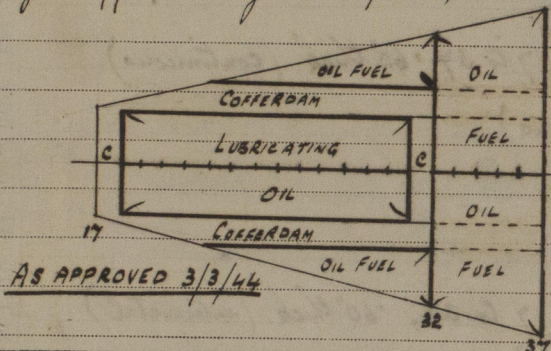 OIL FUEL
OIL
COFFERDAM
FUEL
C LUBRICATING C
OIL
OIL
17
COFFERDAM
OIL FUEL
FUEL
AS APPROVED 3/3/44
32
37